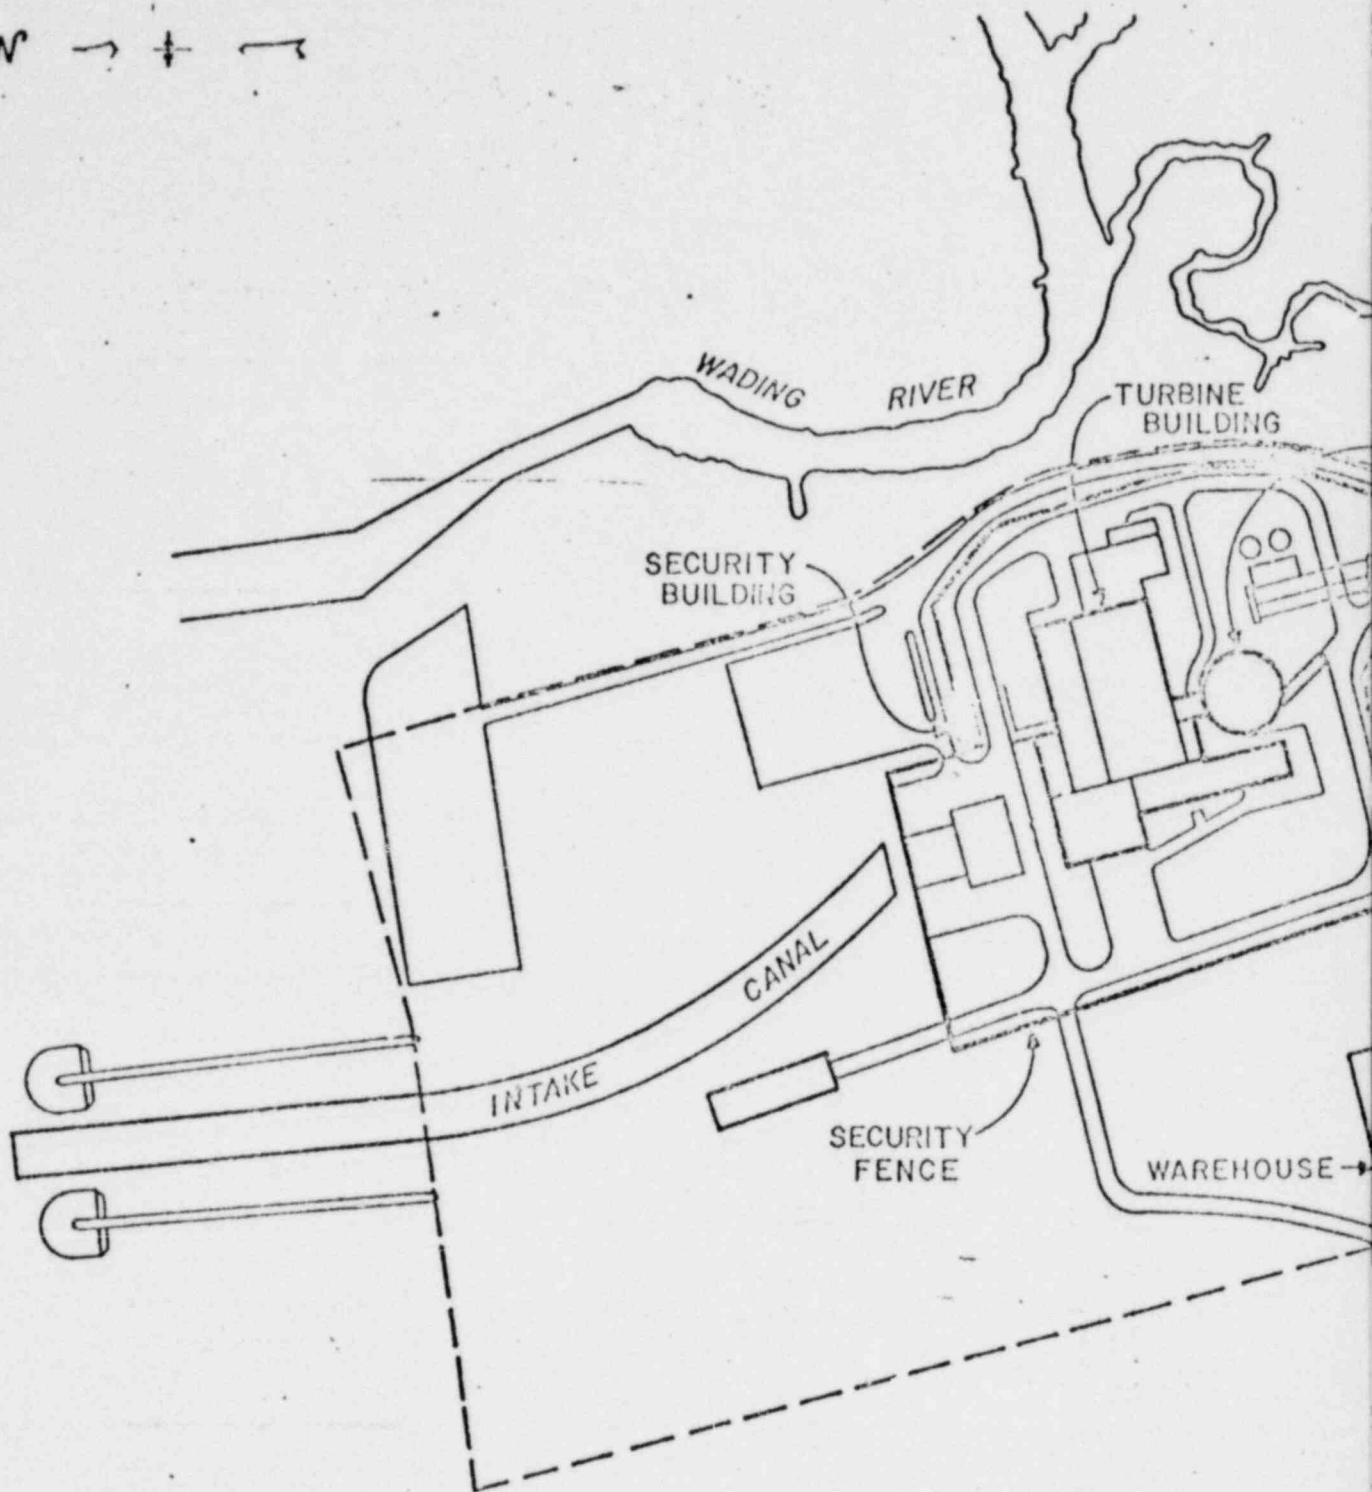 N
WADING RIVER
TURBINE
BUILDING
SECURITY
BUILDING
CANAL
INTAKE
SECURITY
FENCE
WAREHOUSE